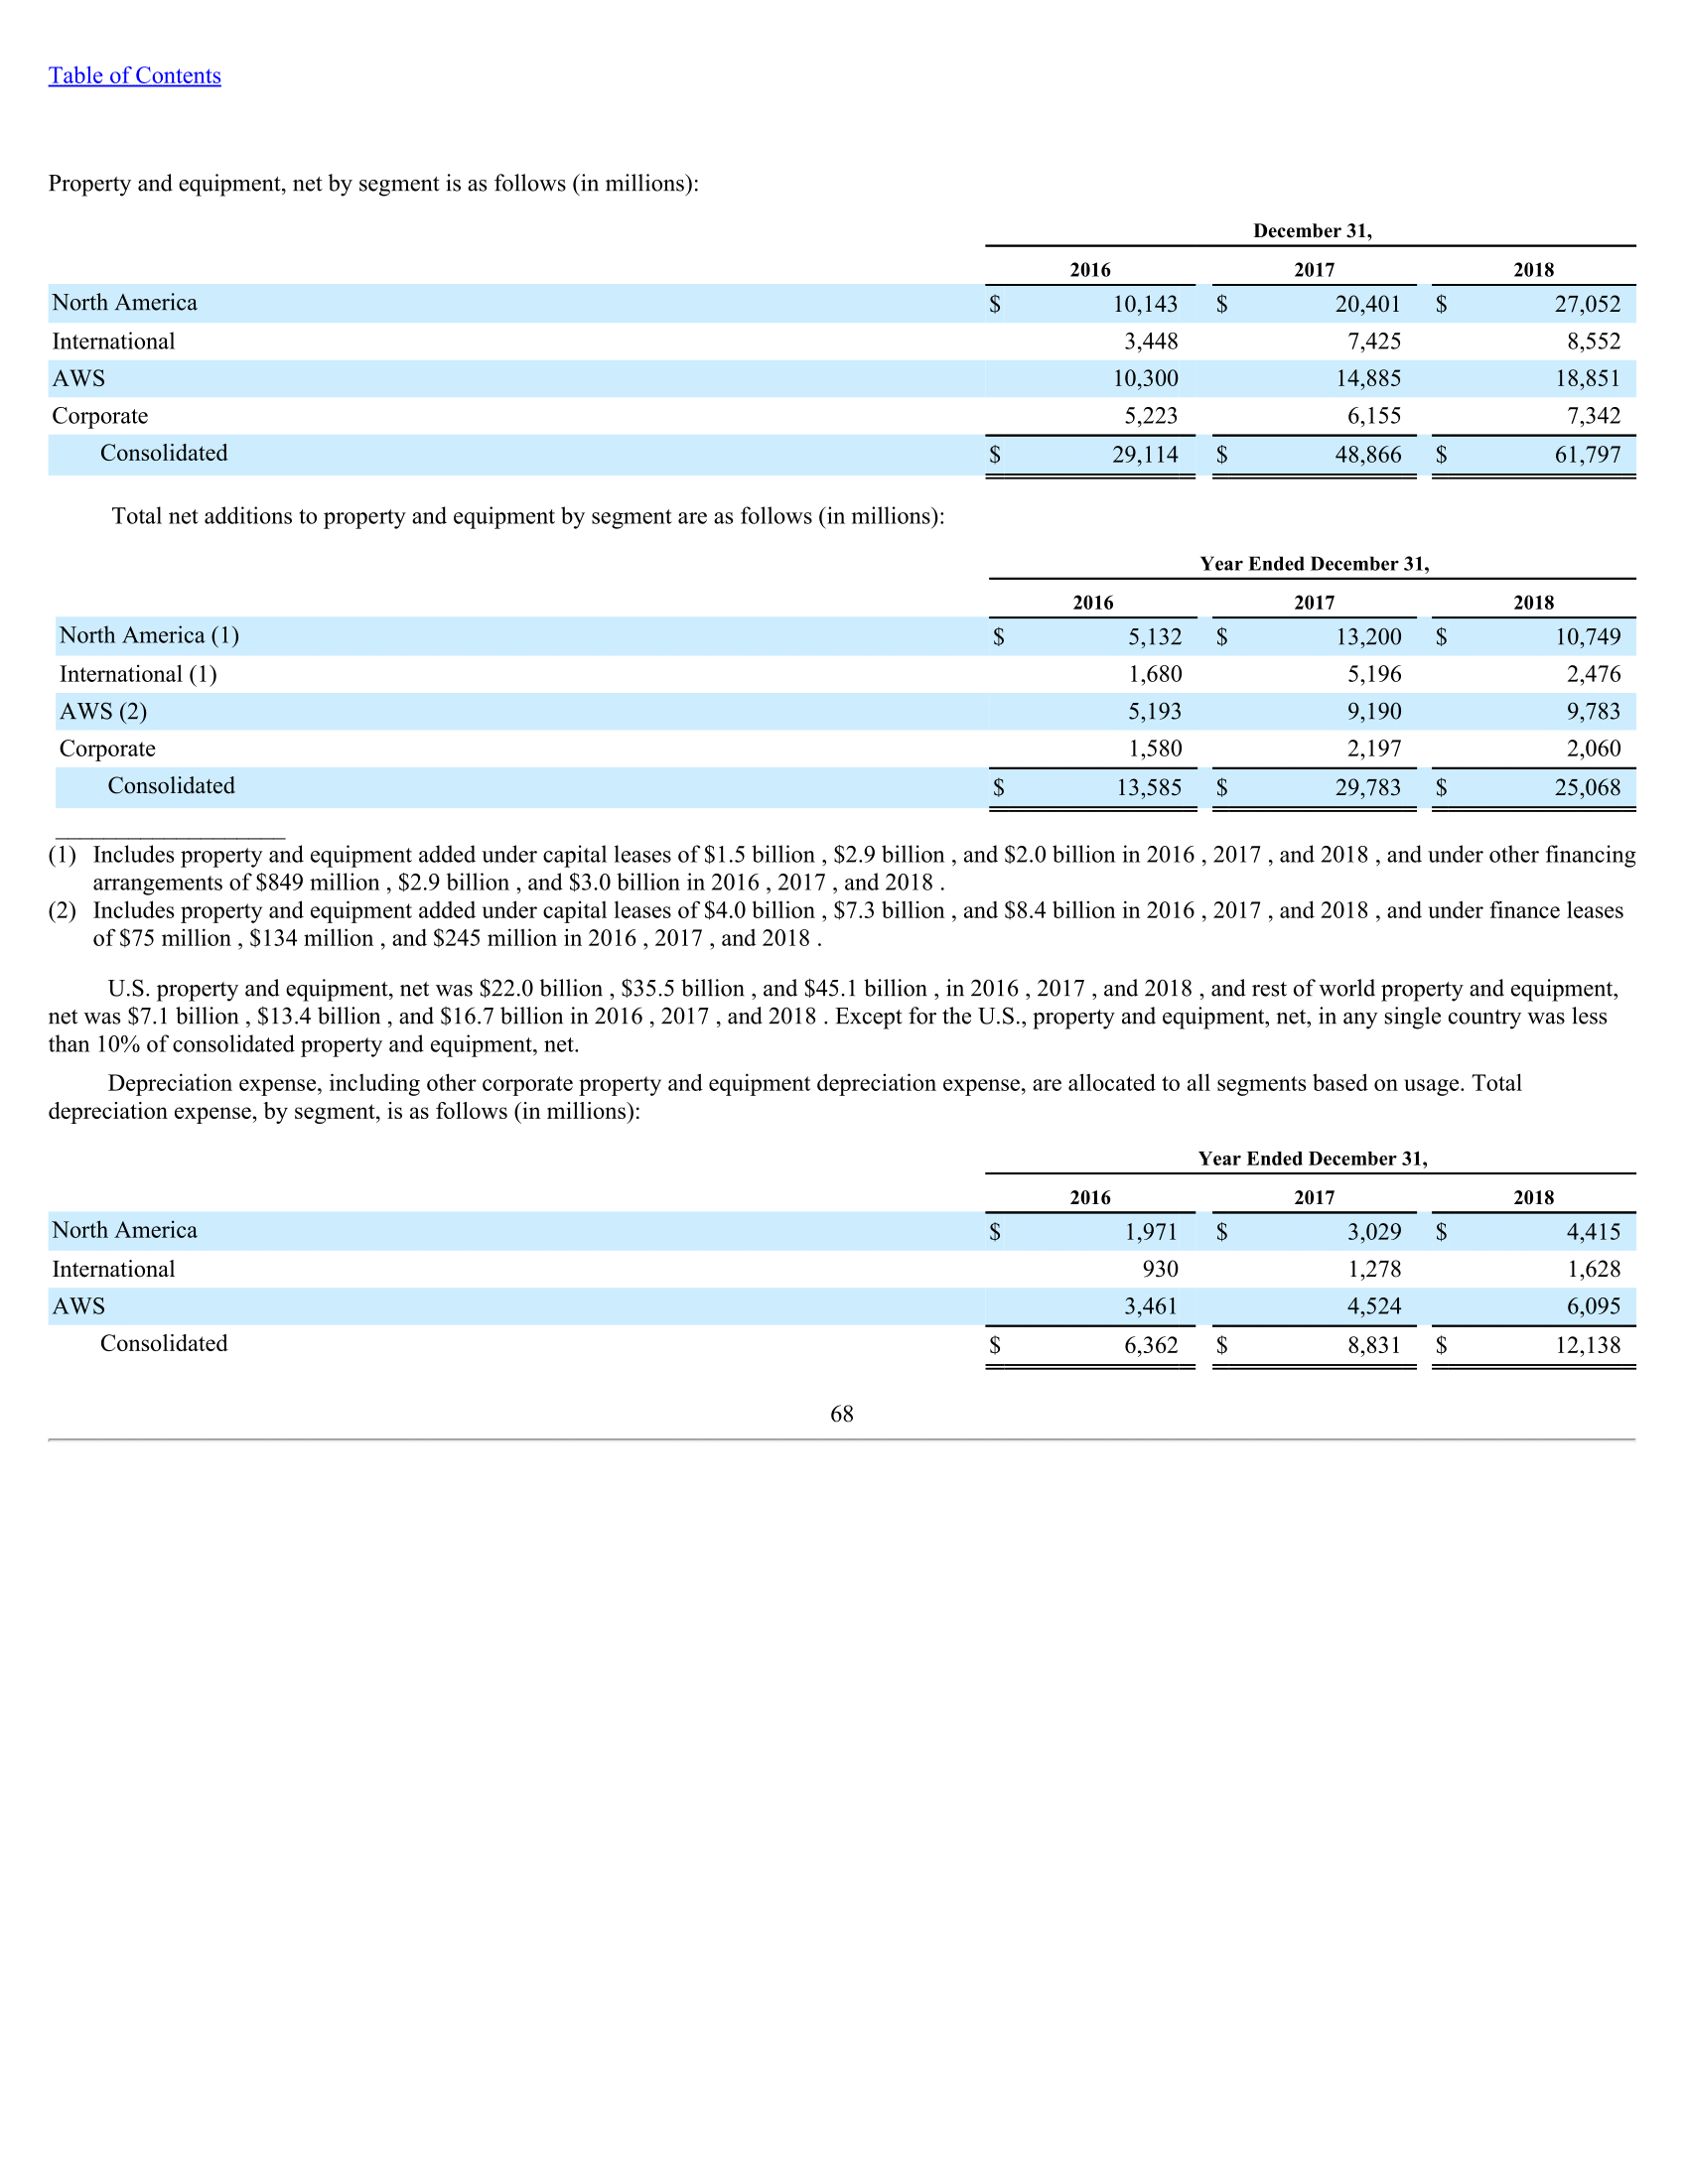 Table of Contents
Property and equipment, net by segment is as follows (in millions):
December 31,
2016 2017 2018
North America $ 10,143 $ 20,401 $ 27,052
International 3,448 7,425 8,552
AWS 10,300 14,885 18,851
Corporate 5,223 6,155 7,342
Consolidated $ 29,114 $ 48,866 $ 61,797
Total net additions to property and equipment by segment are as follows (in millions):
Year Ended December 31,
2016 2017 2018
North America (1) $ 5,132 $ 13,200 $ 10,749
International (1) 1,680 5,196 2,476
AWS (2) 5,193 9,190 9,783
Corporate 1,580 2,197 2,060
Consolidated $ 13,585 $ 29,783 $ 25,068
___________________
(1) Includes property and equipment added under capital leases of $1.5 billion , $2.9 billion , and $2.0 billion in 2016 , 2017 , and 2018 , and under other financing
arrangements of $849 million , $2.9 billion , and $3.0 billion in 2016 , 2017 , and 2018 .
(2) Includes property and equipment added under capital leases of $4.0 billion , $7.3 billion , and $8.4 billion in 2016 , 2017 , and 2018 , and under finance leases
of $75 million , $134 million , and $245 million in 2016 , 2017 , and 2018 .
U.S. property and equipment, net was $22.0 billion , $35.5 billion , and $45.1 billion , in 2016 , 2017 , and 2018 , and rest of world property and equipment,
net was $7.1 billion , $13.4 billion , and $16.7 billion in 2016 , 2017 , and 2018 . Except for the U.S., property and equipment, net, in any single country was less
than 10% of consolidated property and equipment, net.
Depreciation expense, including other corporate property and equipment depreciation expense, are allocated to all segments based on usage. Total
depreciation expense, by segment, is as follows (in millions):
Year Ended December 31,
2016 2017 2018
North America $ 1,971 $ 3,029 $ 4,415
International 930 1,278 1,628
AWS 3,461 4,524 6,095
Consolidated $ 6,362 $ 8,831 $ 12,138
68